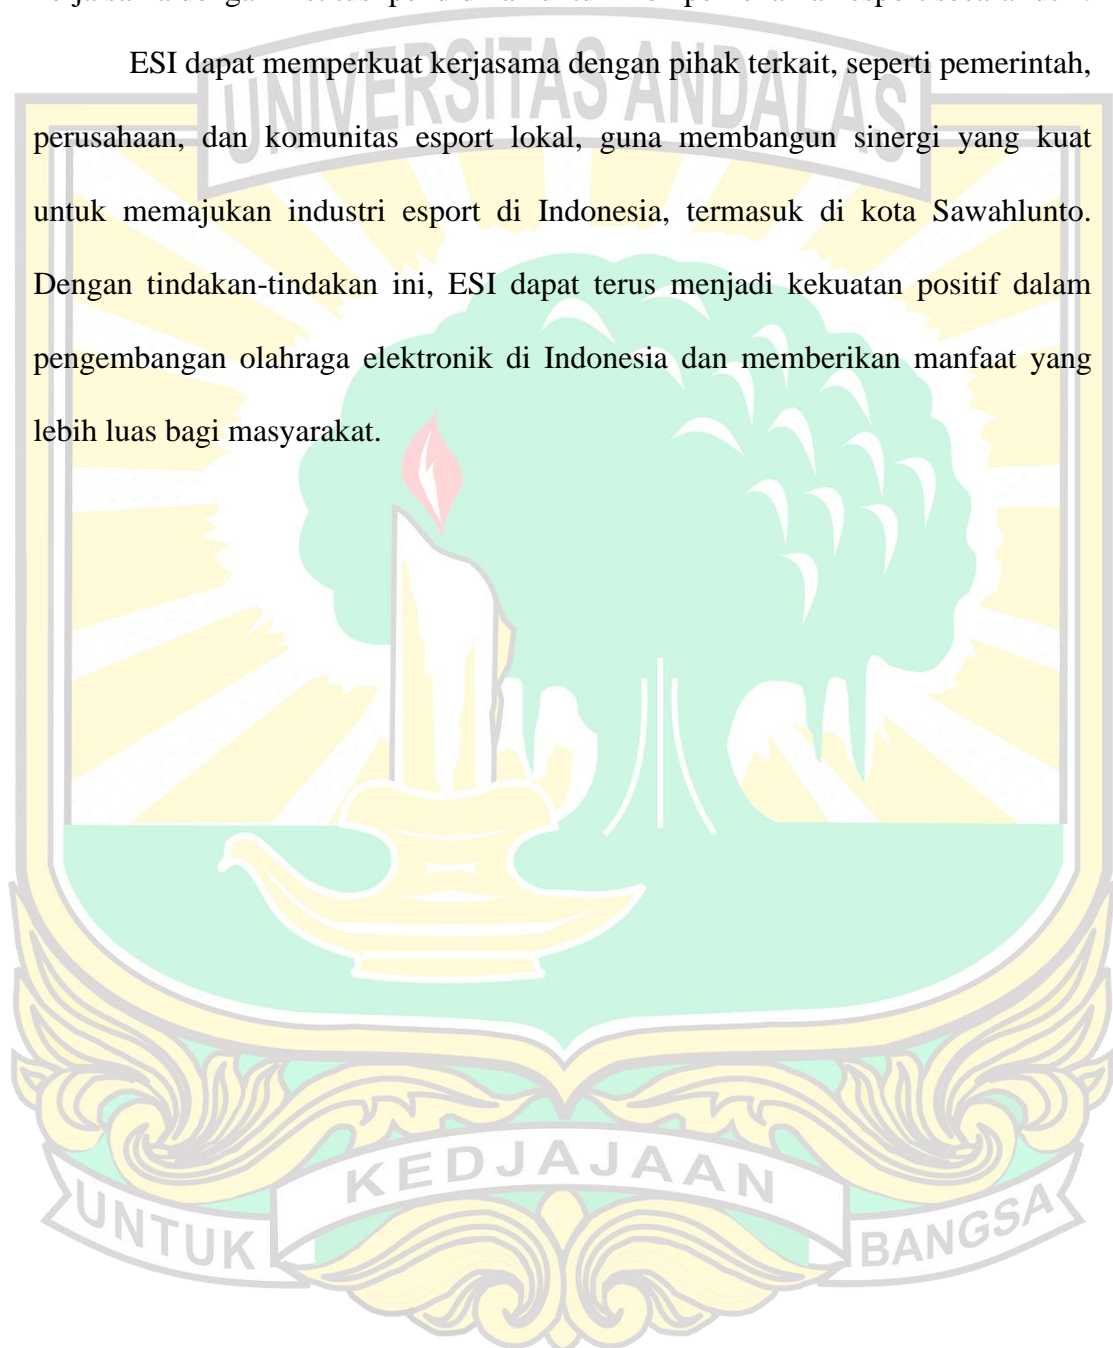 UNIVERSITAS ANDALAS
ESI dapat memperkuat kerjasama dengan pihak terkait, seperti pemerintah,
perusahaan, dan komunitas esport lokal, guna membangun sinergi yang kuat
untuk memajukan industri esport di Indonesia, termasuk di kota Sawahlunto.
Dengan tindakan-tindakan ini, ESI dapat terus menjadi kekuatan positif dalam
pengembangan olahraga elektronik di Indonesia dan memberikan manfaat yang
lebih luas bagi masyarakat.
UNTUK
KEDJAJAAN
BANGSA